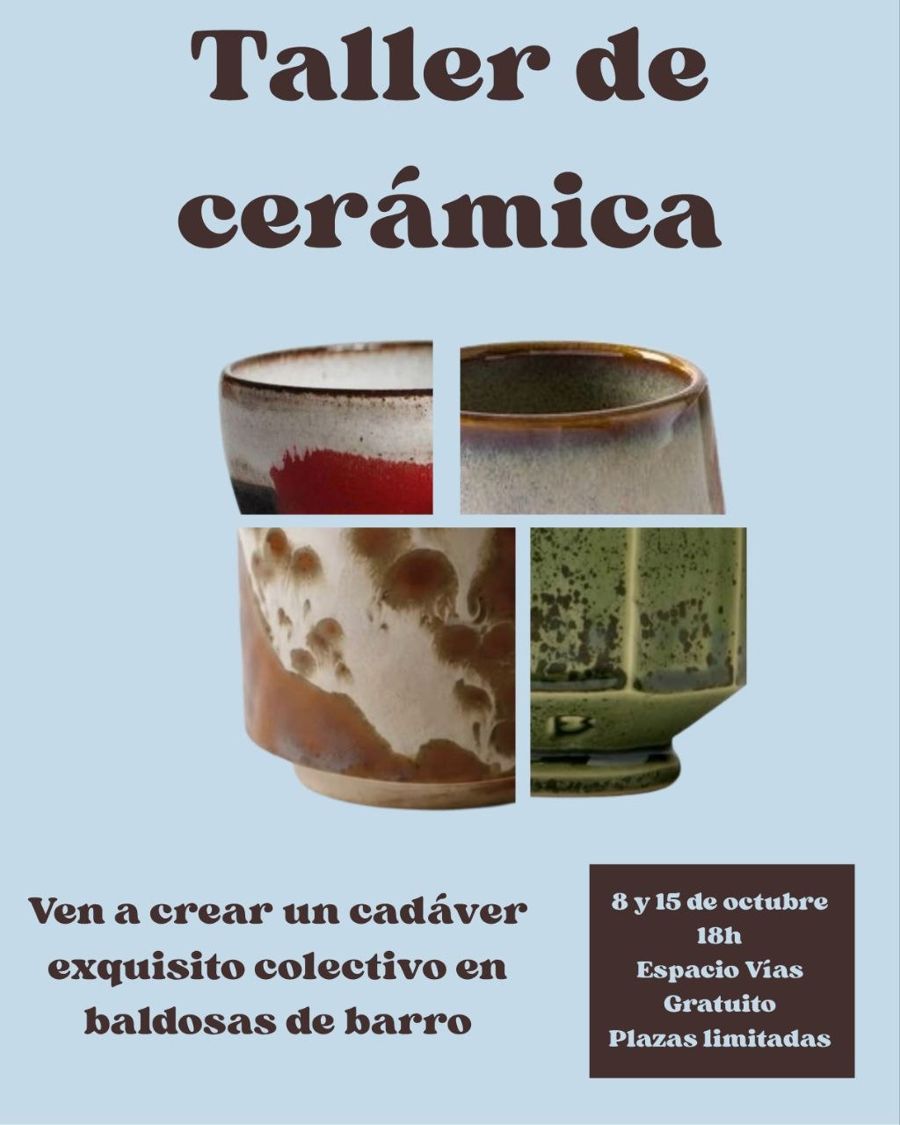 Taller de
cerámica
B
Ven a crear un cadáver
exquisito colectivo en
baldosas de barro
8 y 15 de octubre
18h
Espacio Vías
Gratuito
Plazas limitadas